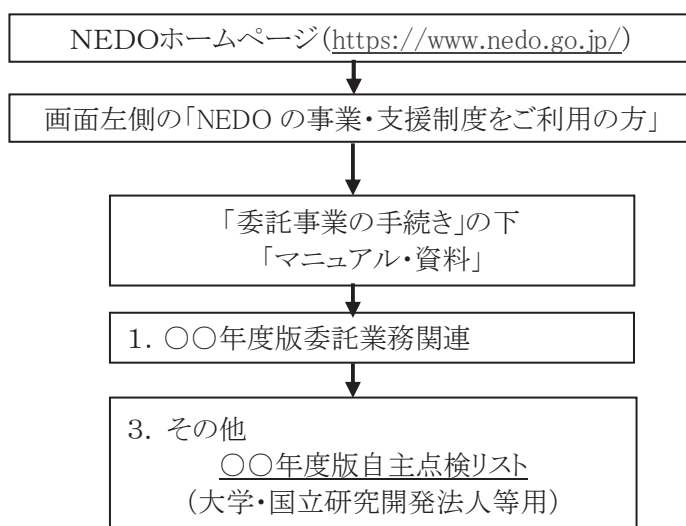 NEDOホームページ(https://www.nedo.go.jp/)
画面左側の「NEDO の事業・支援制度をご利用の方」
「委託事業の手続き」の下
「マニュアル・資料」
1. ○○年度版委託業務関連
3. その他
○○年度版自主点検リスト
(大学・国立研究開発法人等用)